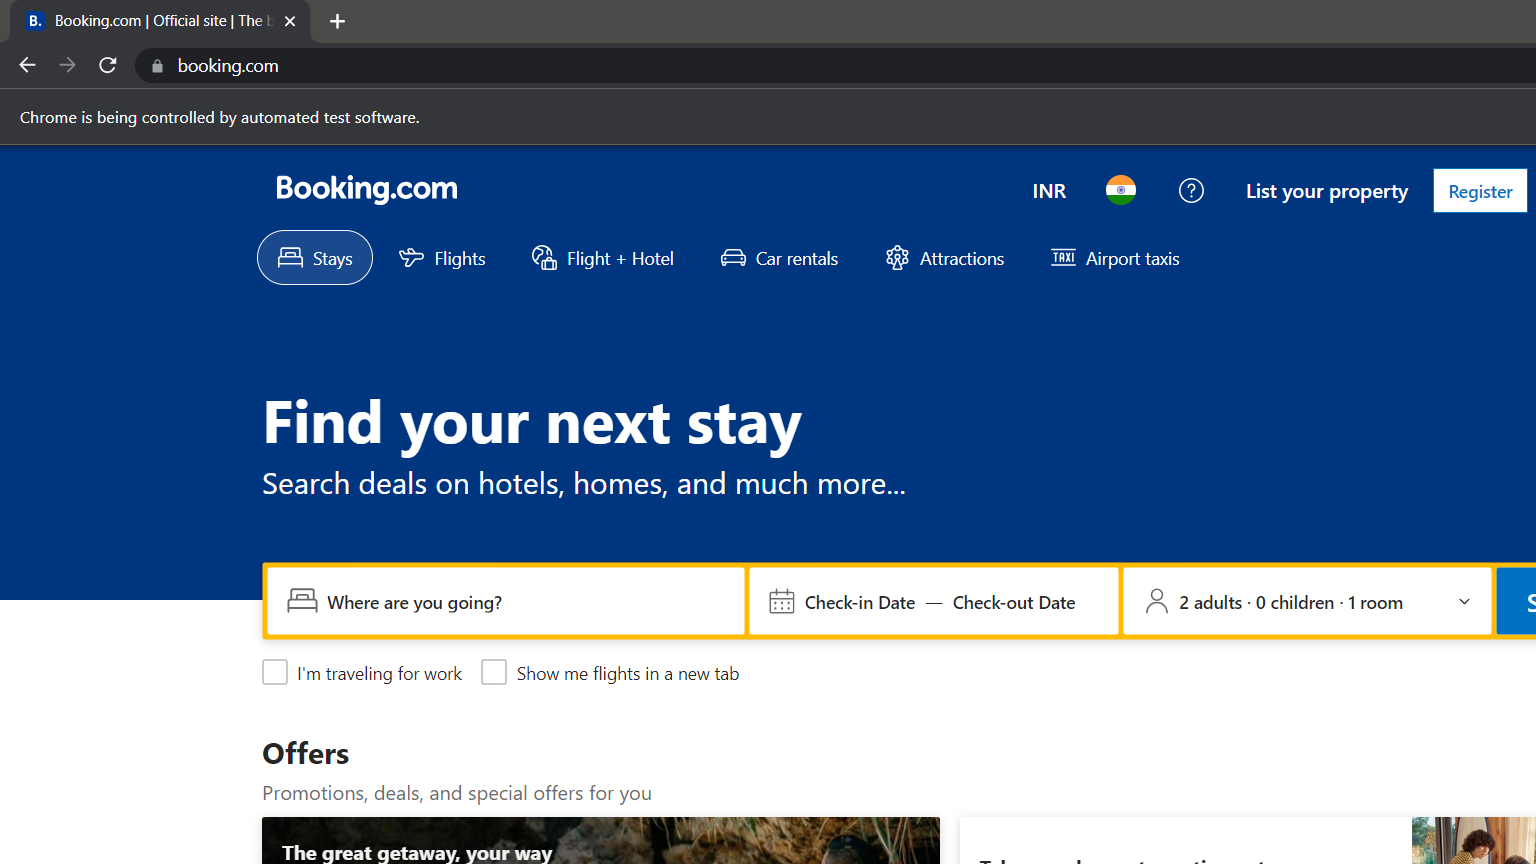 B. Booking.com | Official site | The b
booking.com
Chrome is being controlled by automated test software.
Booking.com
INR
List your property
Register
Stays
Flights
Flight + Hotel
Car rentals
Attractions
TAXI Airport taxis
Find your next stay
Search deals on hotels, homes, and much more...
Where are you going?
Check-in Date — Check-out Date
2 adults · 0 children · 1 room
I'm traveling for work
Show me flights in a new tab
Offers
Promotions, deals, and special offers for you
The great getaway, your way